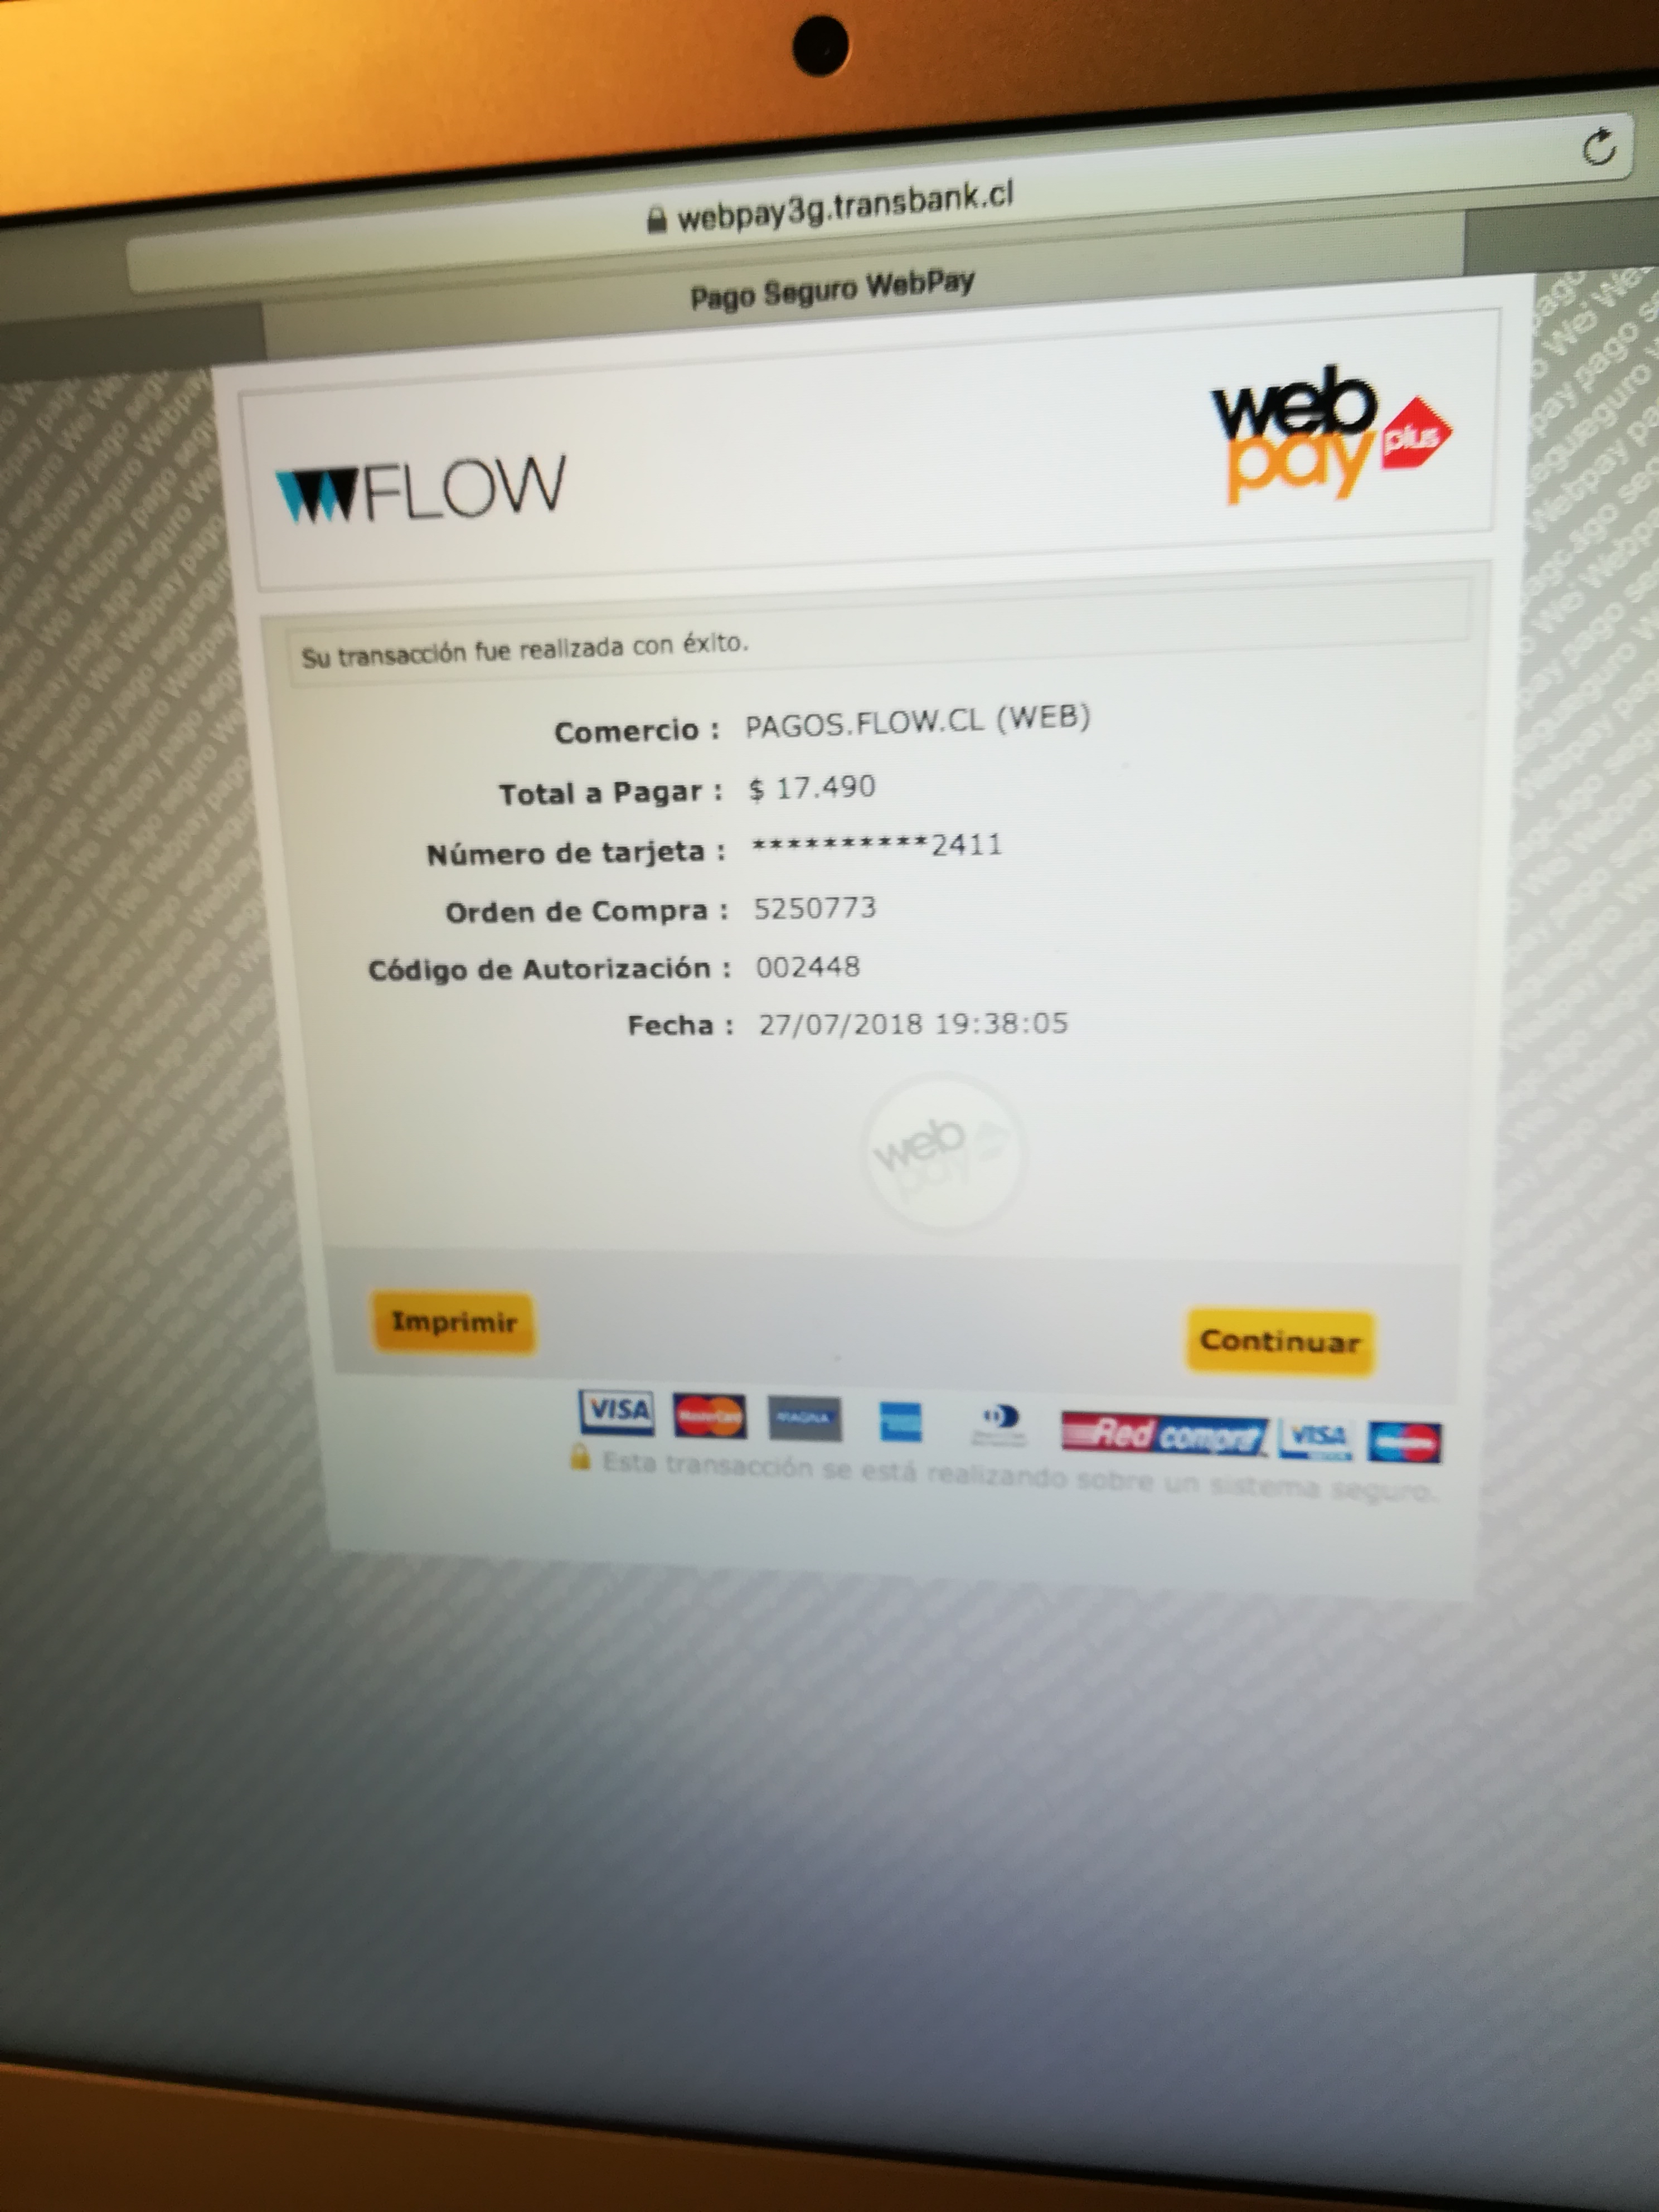 webpay3g.transbank.cl
Pago Seguro WebPay
FLOW
web
pay
plus
Su transacción fue realizada con éxito.
Comercio : PAGOS.FLOW.CL (WEB)
Total a Pagar : $ 17.490
Número de tarjeta : **********2411
Orden de Compra : 5250773
Código de Autorización : 002448
Fecha : 27/07/2018 19:38:05
web
pay
Imprimir
Continuar
VISA MasterCard MAGNA Red compra VISA
Esta transacción se está realizando sobre un sistema seguro.